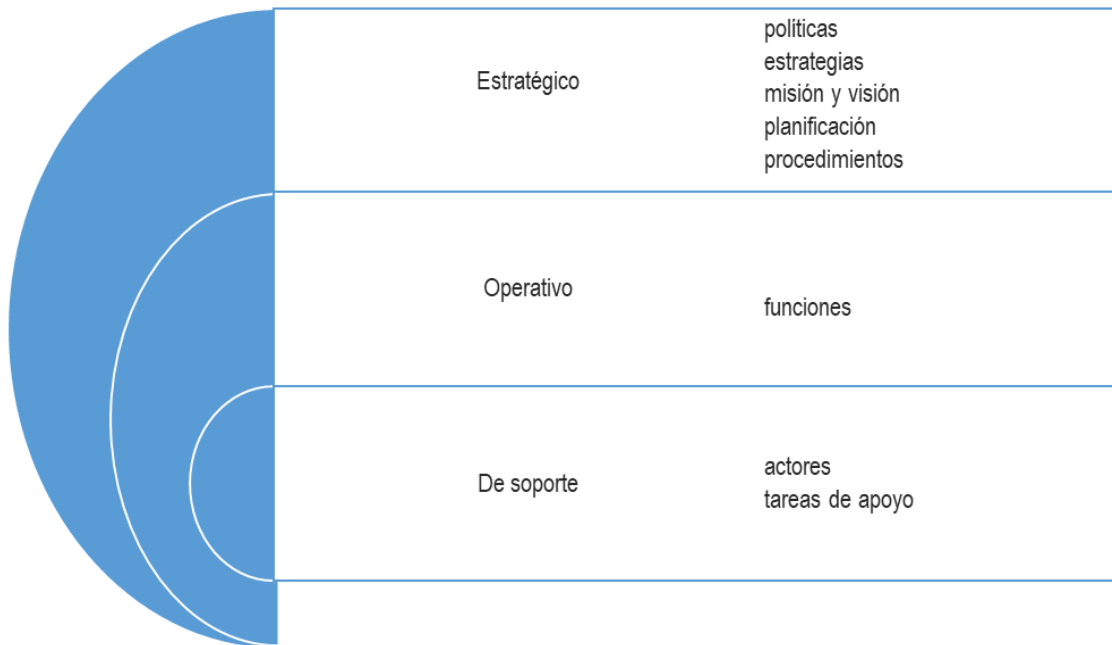 Estratégico
políticas
estrategias
misión y visión
planificación
procedimientos
Operativo
funciones
De soporte
actores
tareas de apoyo